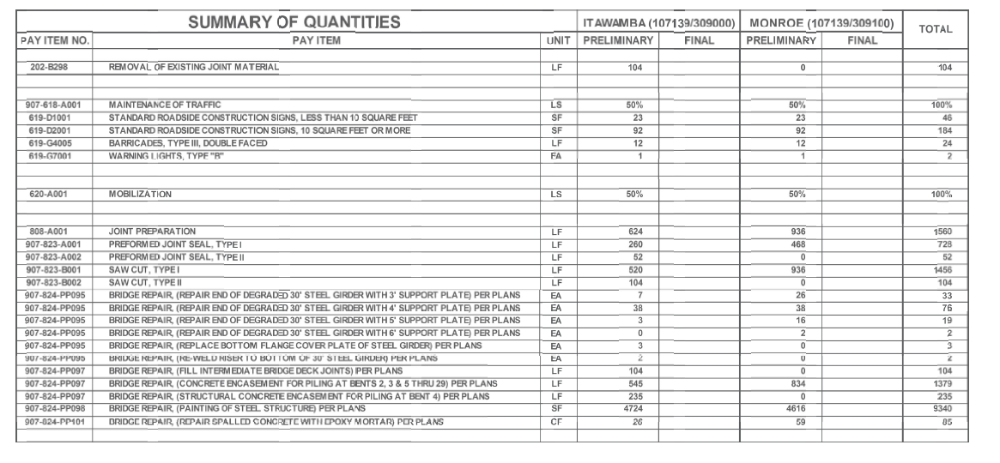 SUMMARY OF QUANTITIES ITAWAMBA (107139/309000) MONROE (107139/309100) TOTAL
PAY ITEM NO. PAY ITEM UNIT PRELIMINARY FINAL PRELIMINARY FINAL
202-B298 REMOVAL OF EXISTING JOINT MATERIAL LF 104 0 104
907-618-A001 MAINTENANCE OF TRAFFIC LS 50% 50% 100%
619-D1001 STANDARD ROADSIDE CONSTRUCTION SIGNS, LESS THAN 10 SQUARE FEET SF 23 23 46
619-D2001 STANDARD ROADSIDE CONSTRUCTION SIGNS, 10 SQUARE FEET OR MORE SF 92 92 184
619-G4005 BARRICADES, TYPE III, DOUBLE FACED LF 12 12 24
619-G7001 WARNING LIGHTS, TYPE "B" EA 1 1 2
620-A001 MOBILIZATION LS 50% 50% 100%
808-A001 JOINT PREPARATION LF 624 936 1560
907-823-A001 PREFORMED JOINT SEAL, TYPE I LF 260 468 728
907-823-A002 PREFORMED JOINT SEAL, TYPE II LF 52 0 52
907-823-B001 SAW CUT, TYPE I LF 520 936 1456
907-823-B002 SAW CUT, TYPE II LF 104 0 104
907-824-PP095 BRIDGE REPAIR, (REPAIR END OF DEGRADED 30' STEEL GIRDER WITH 3' SUPPORT PLATE) PER PLANS EA 7 26 33
907-824-PP095 BRIDGE REPAIR, (REPAIR END OF DEGRADED 30' STEEL GIRDER WITH 4' SUPPORT PLATE) PER PLANS EA 38 38 76
907-824-PP095 BRIDGE REPAIR, (REPAIR END OF DEGRADED 30' STEEL GIRDER WITH 5' SUPPORT PLATE) PER PLANS EA 3 16 19
907-824-PP095 BRIDGE REPAIR, (REPAIR END OF DEGRADED 30' STEEL GIRDER WITH 6' SUPPORT PLATE) PER PLANS EA 0 2 2
907-824-PP095 BRIDGE REPAIR, (REPLACE BOTTOM FLANGE COVER PLATE OF STEEL GIRDER) PER PLANS EA 3 0 3
907-824-PP095 BRIDGE REPAIR, (RE-WELD RISER TO BOTTOM OF 30' STEEL GIRDER) PER PLANS EA 2 0 2
907-824-PP097 BRIDGE REPAIR, (FILL INTERMEDIATE BRIDGE DECK JOINTS) PER PLANS LF 104 0 104
907-824-PP097 BRIDGE REPAIR, (CONCRETE ENCASEMENT FOR PILING AT BENTS 2, 3 & 5 THRU 29) PER PLANS LF 545 834 1379
907-824-PP097 BRIDGE REPAIR, (STRUCTURAL CONCRETE ENCASEMENT FOR PILING AT BENT 4) PER PLANS LF 235 0 235
907-824-PP098 BRIDGE REPAIR, (PAINTING OF STEEL STRUCTURE) PER PLANS SF 4724 4616 9340
907-824-PP101 BRIDGE REPAIR, (REPAIR SPALLED CONCRETE WITH EPOXY MORTAR) PER PLANS CF 26 59 85